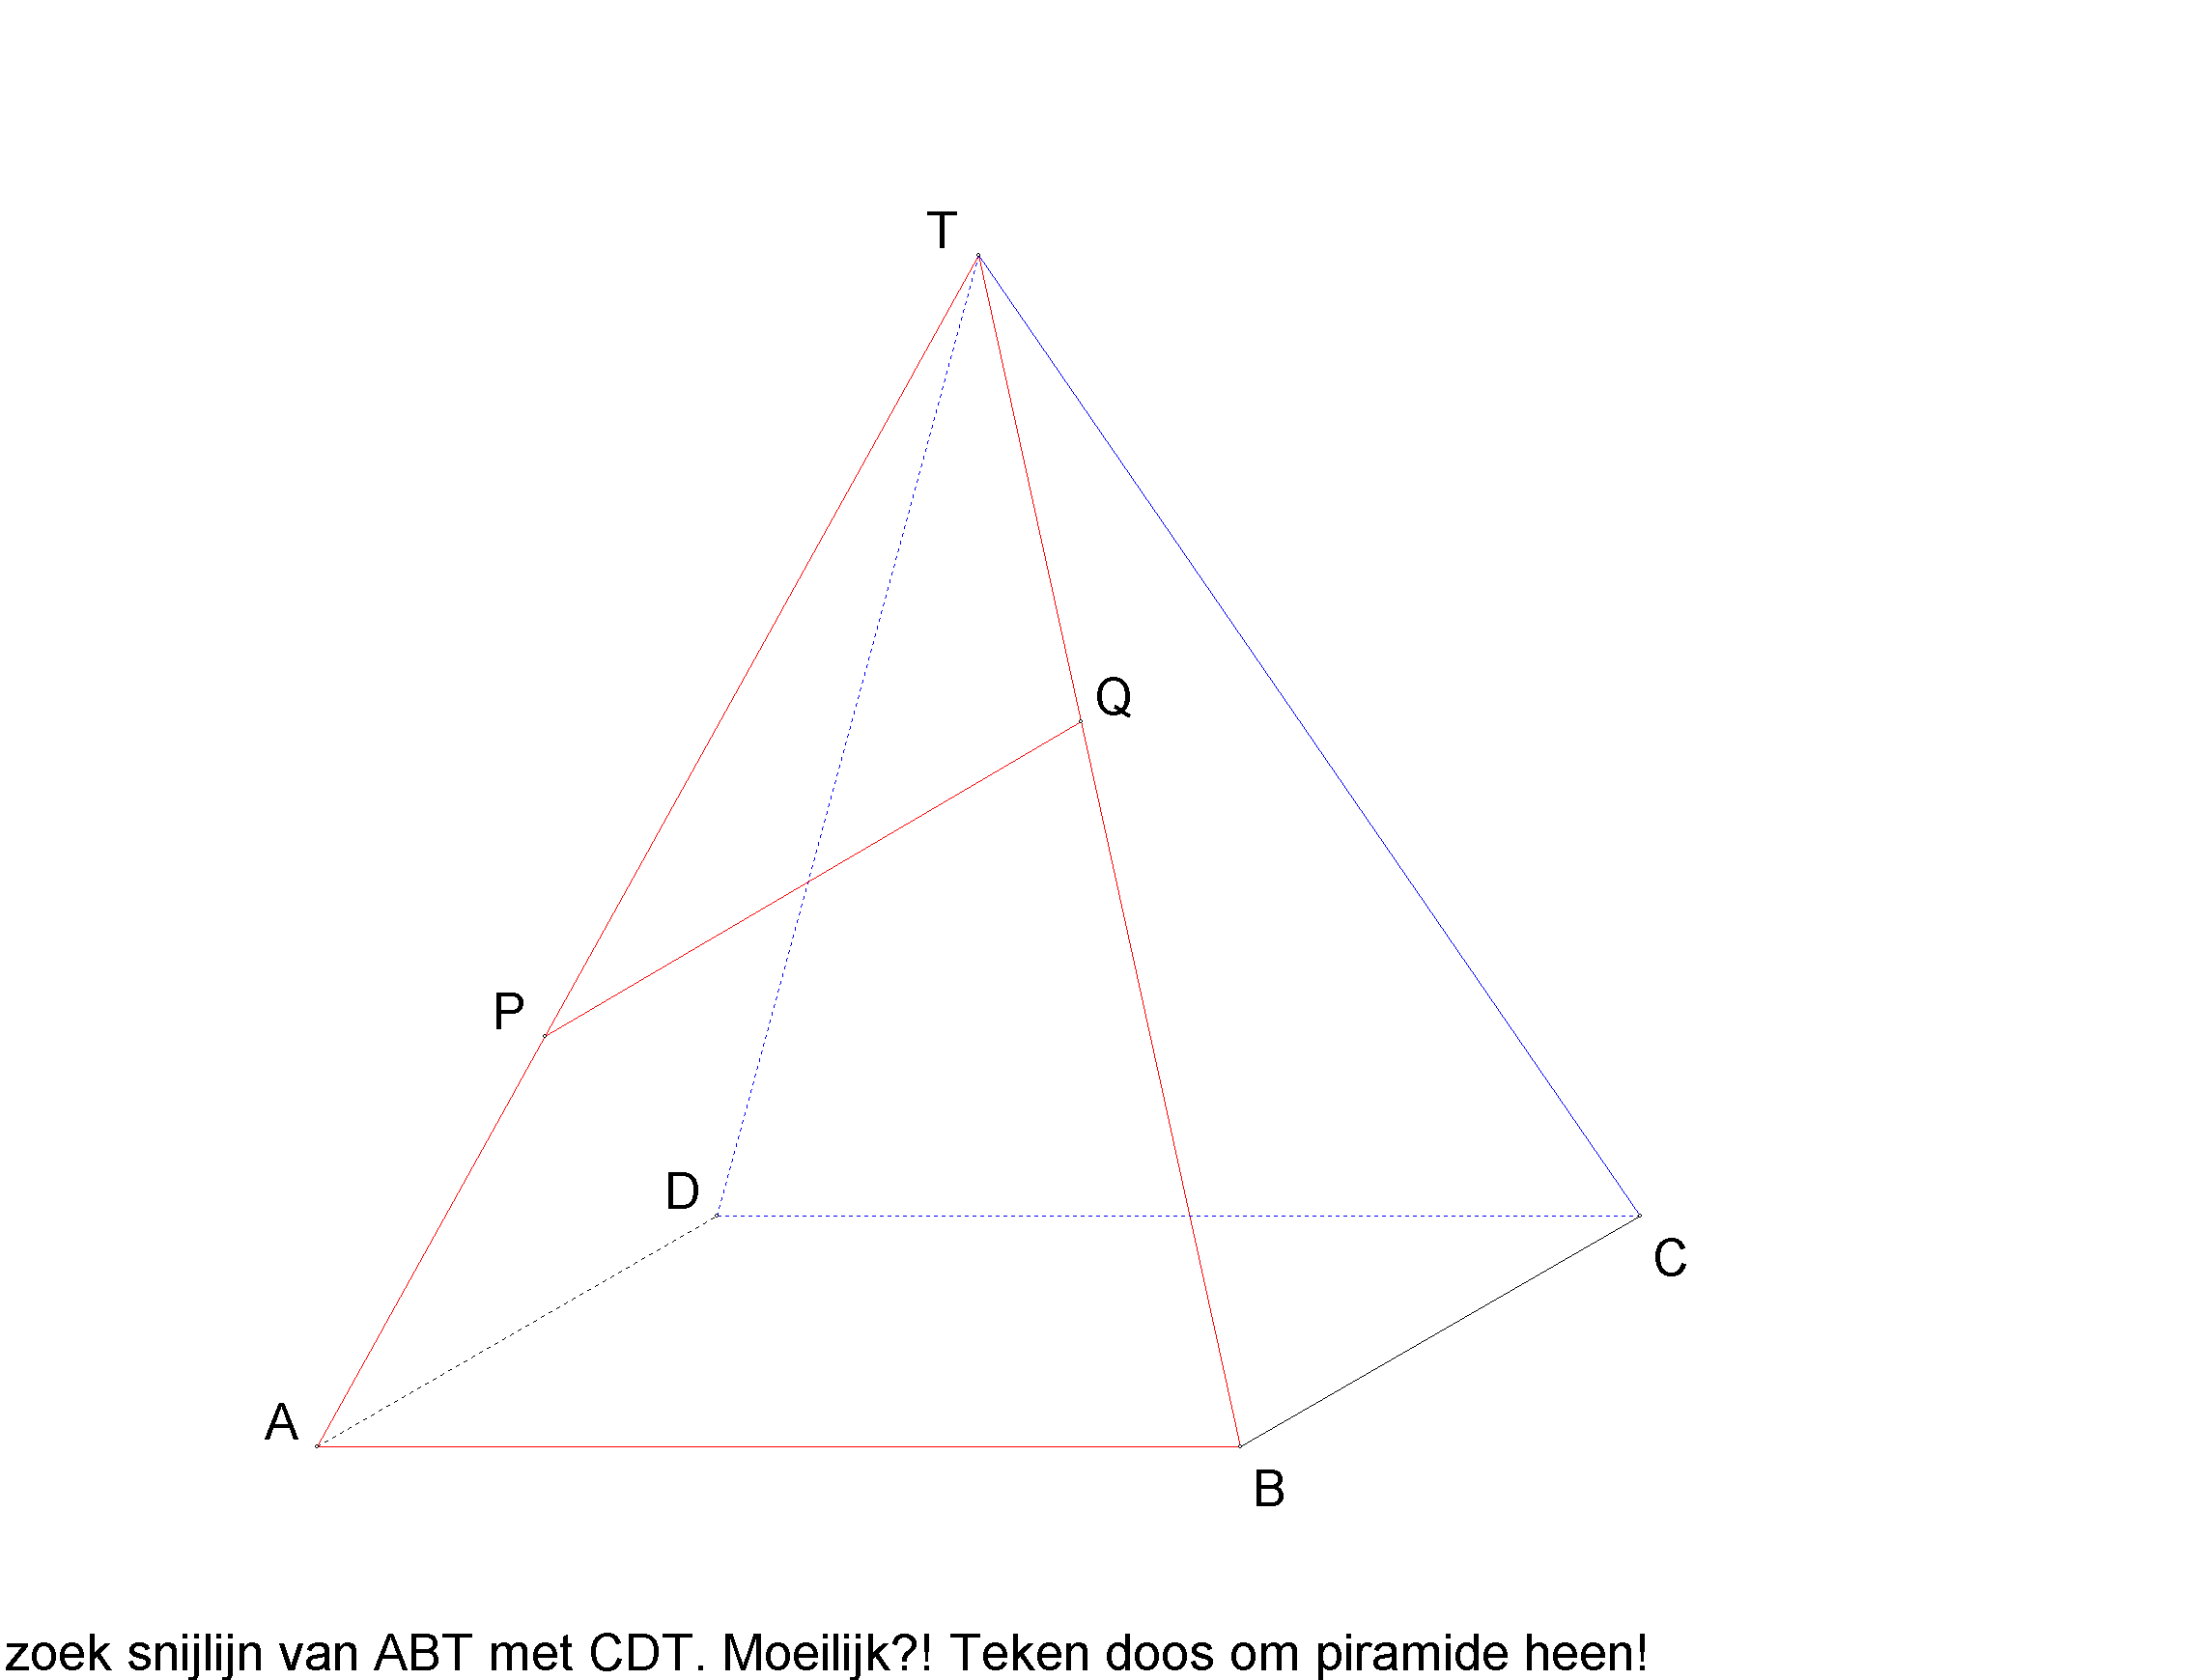 T
Q
P
D
C
A
B
zoek snijlijn van ABT met CDT. Moeilijk?! Teken doos om piramide heen!